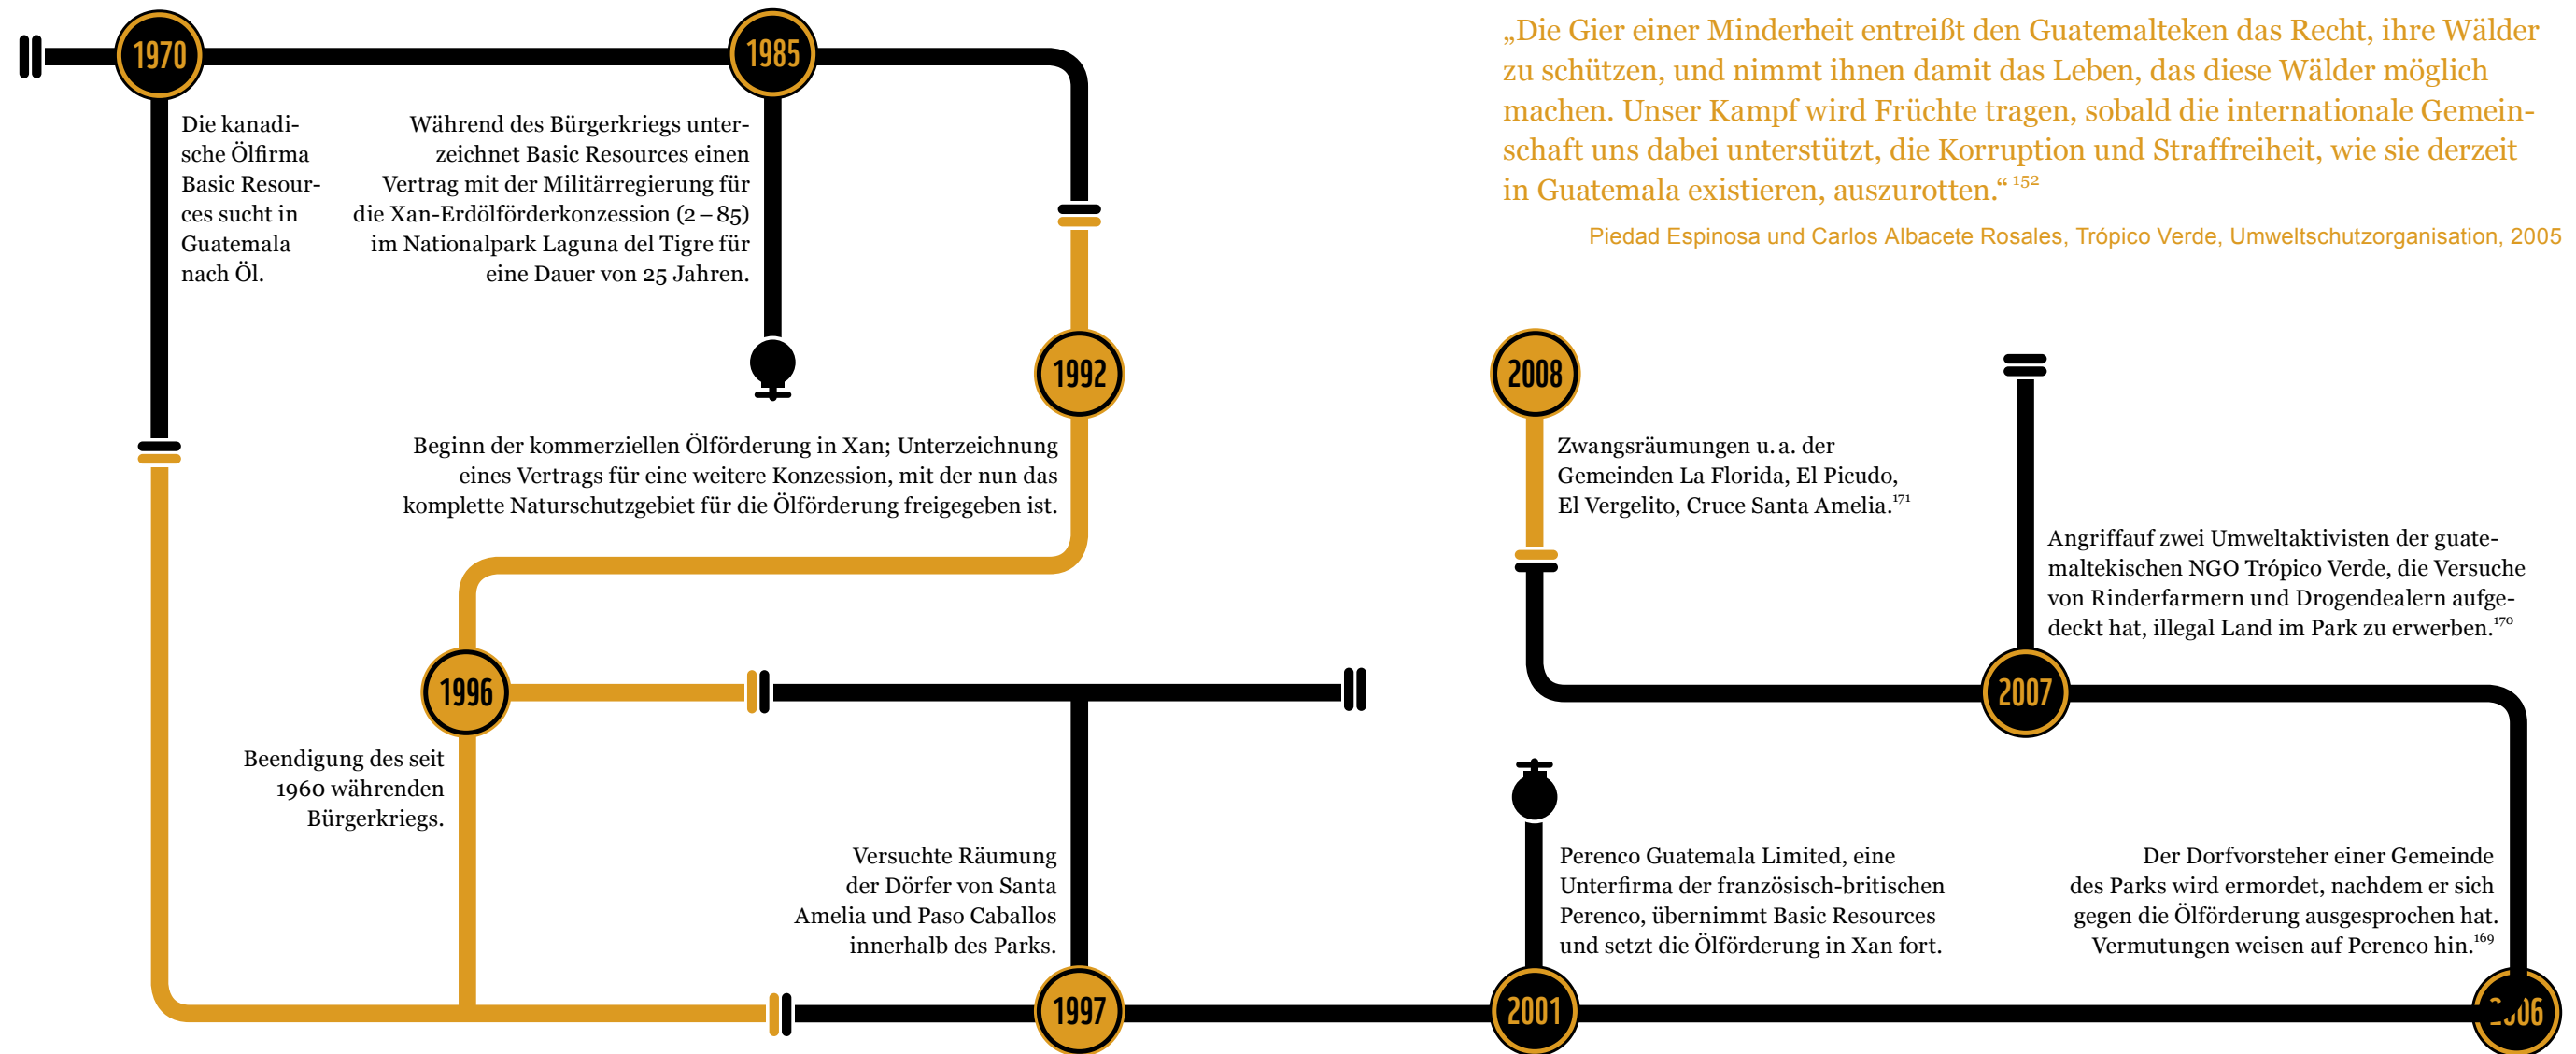 1970
Die kanadi-
sche Ölfirma
Basic Resour-
ces sucht in
Guatemala
nach Öl.
1985
Während des Bürgerkriegs unter-
zeichnet Basic Resources einen
Vertrag mit der Militärregierung für
die Xan-Erdölförderkonzession (2 – 85)
im Nationalpark Laguna del Tigre für
eine Dauer von 25 Jahren.
„Die Gier einer Minderheit entreißt den Guatemalteken das Recht, ihre Wälder
zu schützen, und nimmt ihnen damit das Leben, das diese Wälder möglich
machen. Unser Kampf wird Früchte tragen, sobald die internationale Gemein-
schaft uns dabei unterstützt, die Korruption und Straffreiheit, wie sie derzeit
in Guatemala existieren, auszurotten.“ 152
Piedad Espinosa und Carlos Albacete Rosales, Trópico Verde, Umweltschutzorganisation, 2005
1992
Beginn der kommerziellen Ölförderung in Xan; Unterzeichnung
eines Vertrags für eine weitere Konzession, mit der nun das
komplette Naturschutzgebiet für die Ölförderung freigegeben ist.
1996
Beendigung des seit
1960 währenden
Bürgerkriegs.
Versuchte Räumung
der Dörfer von Santa
Amelia und Paso Caballos
innerhalb des Parks.
1997
2001
Perenco Guatemala Limited, eine
Unterfirma der französisch-britischen
Perenco, übernimmt Basic Resources
und setzt die Ölförderung in Xan fort.
Der Dorfvorsteher einer Gemeinde
des Parks wird ermordet, nachdem er sich
gegen die Ölförderung ausgesprochen hat.
Vermutungen weisen auf Perenco hin.169
2006
2007
Angriffauf zwei Umweltaktivisten der guate-
maltekischen NGO Trópico Verde, die Versuche
von Rinderfarmern und Drogendealern aufge-
deckt hat, illegal Land im Park zu erwerben.170
2008
Zwangsräumungen u. a. der
Gemeinden La Florida, El Picudo,
El Vergelito, Cruce Santa Amelia.171